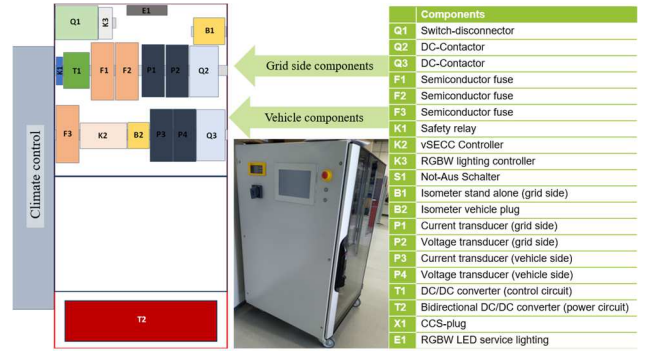 E1
Q1
K3
B1
K1
T1
F1
F2
P1
P2
Q2
Grid side components
F3
K2
B2
P3
P4
Q3
Vehicle components
Climate control
T2
Components
Q1 Switch-disconnector
Q2 DC-Contactor
Q3 DC-Contactor
F1 Semiconductor fuse
F2 Semiconductor fuse
F3 Semiconductor fuse
K1 Safety relay
K2 vSECC Controller
K3 RGBW lighting controller
S1 Not-Aus Schalter
B1 Isometer stand alone (grid side)
B2 Isometer vehicle plug
P1 Current transducer (grid side)
P2 Voltage transducer (grid side)
P3 Current transducer (vehicle side)
P4 Voltage transducer (vehicle side)
T1 DC/DC converter (control circuit)
T2 Bidirectional DC/DC converter (power circuit)
X1 CCS-plug
E1 RGBW LED service lighting